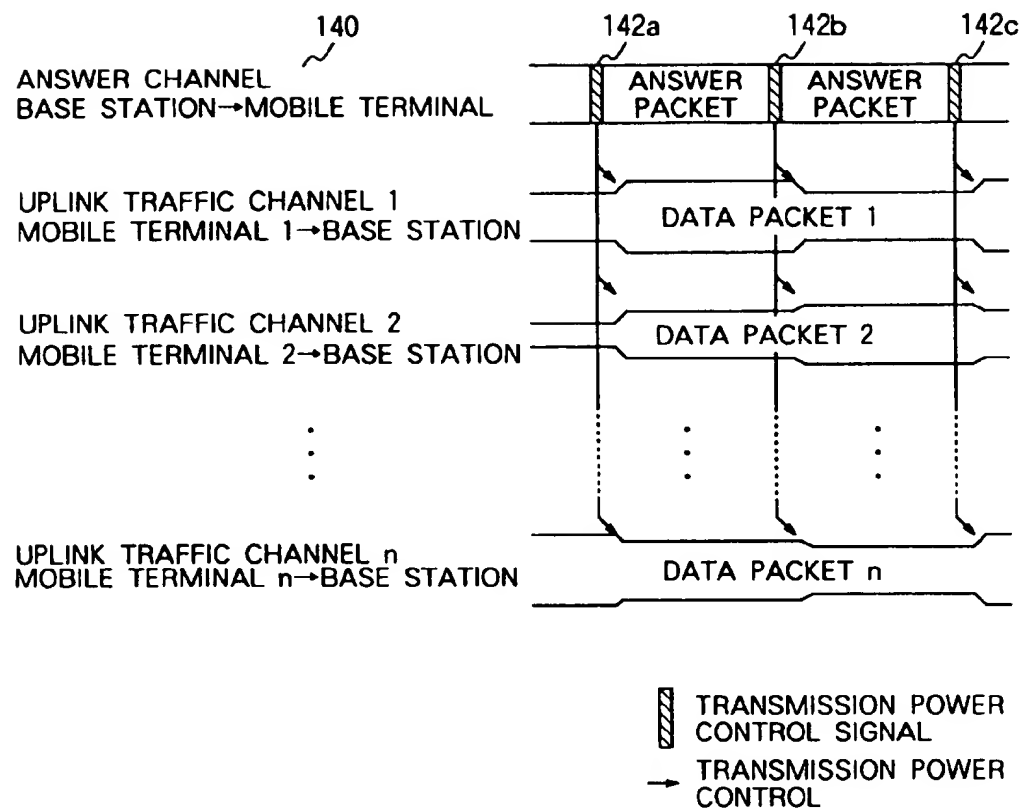 140
142a
142b
142c
ANSWER CHANNEL
BASE STATION→MOBILE TERMINAL
ANSWER
PACKET
ANSWER
PACKET
UPLINK TRAFFIC CHANNEL 1
MOBILE TERMINAL 1→BASE STATION
DATA PACKET 1
UPLINK TRAFFIC CHANNEL 2
MOBILE TERMINAL 2→BASE STATION
DATA PACKET 2
UPLINK TRAFFIC CHANNEL n
MOBILE TERMINAL n→BASE STATION
DATA PACKET n
TRANSMISSION POWER
CONTROL SIGNAL
TRANSMISSION POWER
CONTROL